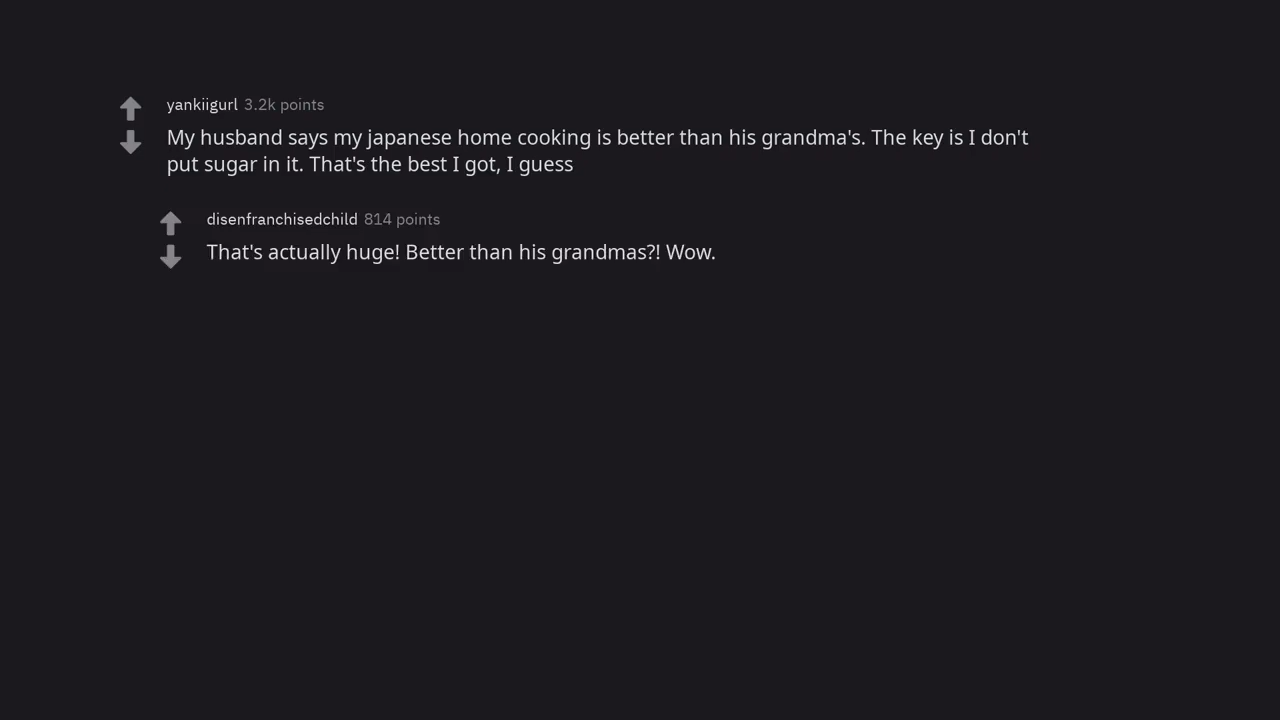 yankiigurl 3.2k points
My husband says my japanese home cooking is better than his grandma's. The key is I don't
put sugar in it. That's the best I got, I guess
disenfranchisedchild 814 points
That's actually huge! Better than his grandmas?! Wow.